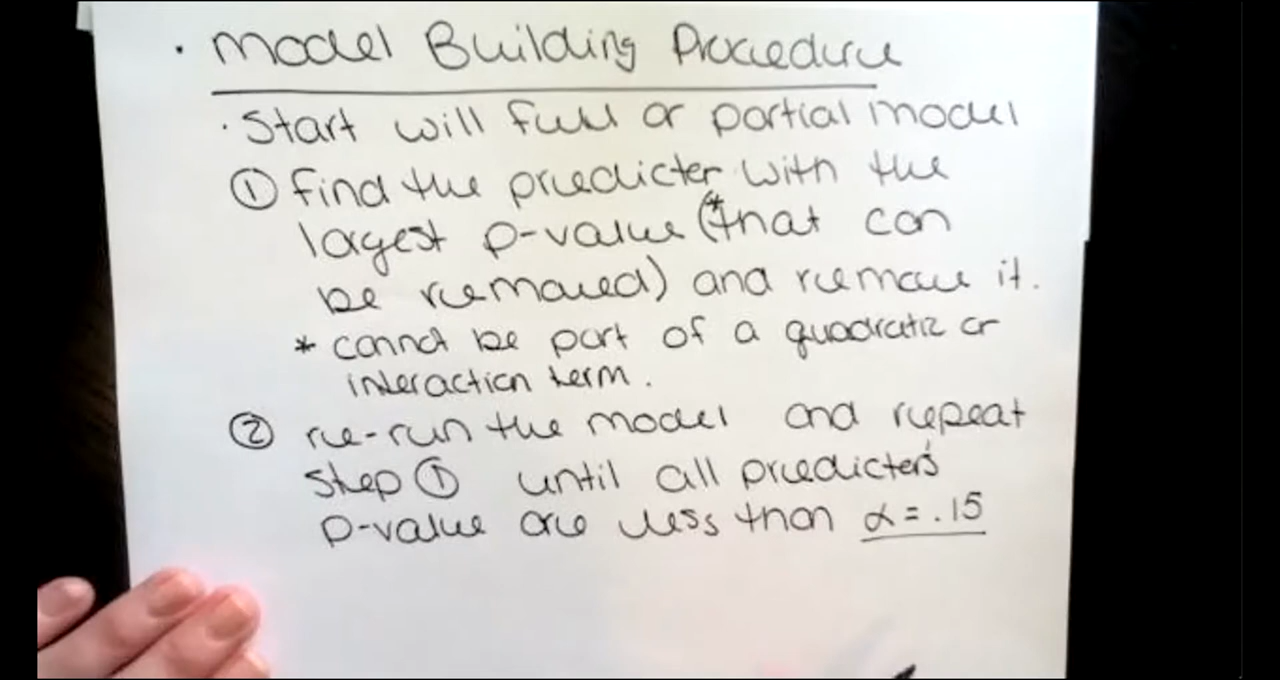 · Model Building Procedure
· Start will full or partial model
① find the predicter with the
largest p-value (*that can
be removed) and remove it.
* cannot be part of a quadratic or
interaction term.
② re-run the model and repeat
step ① until all predicter's
p-value are less than α = .15